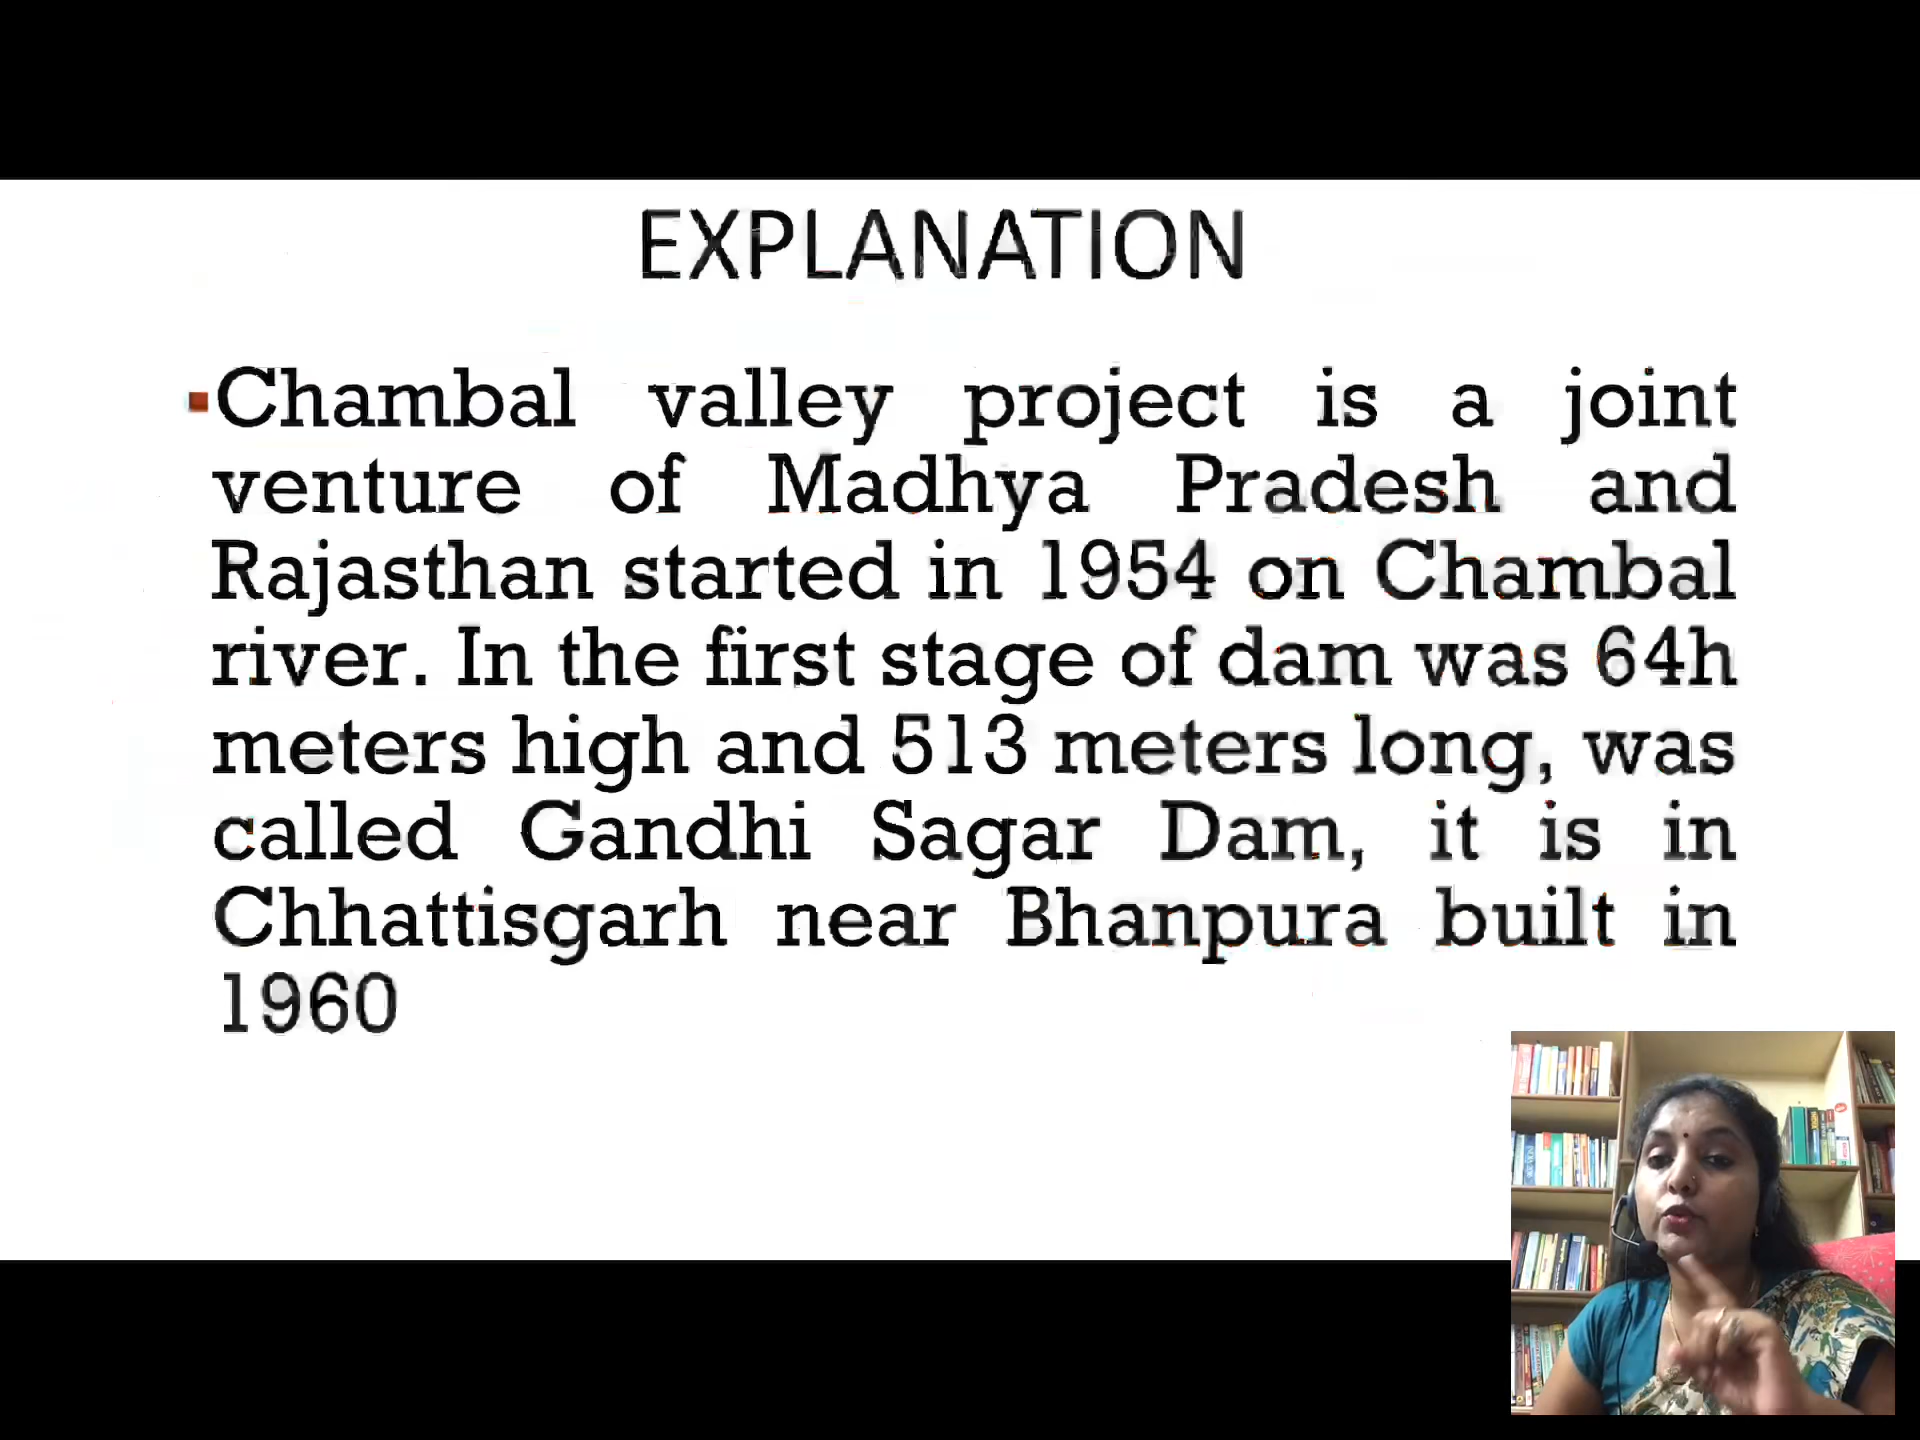 EXPLANATION
▪Chambal valley project is a joint
venture of Madhya Pradesh and
Rajasthan started in 1954 on Chambal
river. In the first stage of dam was 64h
meters high and 513 meters long, was
called Gandhi Sagar Dam, it is in
Chhattisgarh near Bhanpura built in
1960